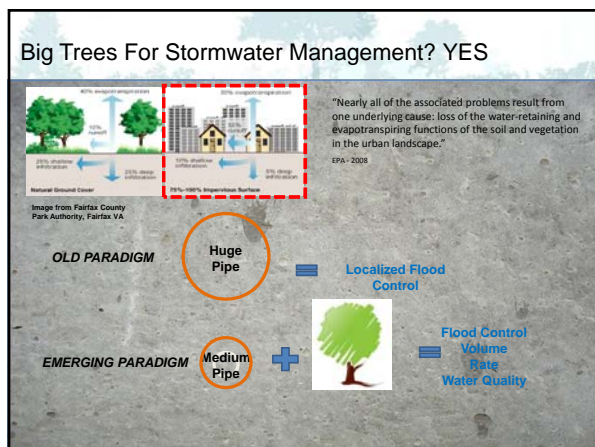 Big Trees For Stormwater Management? YES
40% evapotranspiration
10% runoff
25% shallow infiltration
25% deep infiltration
Natural Ground Cover
30% evapotranspiration
55% runoff
10% shallow infiltration
5% deep infiltration
75%-100% Impervious Surface
Image from Fairfax County
Park Authority, Fairfax VA
“Nearly all of the associated problems result from
one underlying cause: loss of the water-retaining and
evapotranspiring functions of the soil and vegetation
in the urban landscape.”
EPA - 2008
OLD PARADIGM
Huge
Pipe
Localized Flood
Control
EMERGING PARADIGM
Medium
Pipe
Flood Control
Volume
Rate
Water Quality